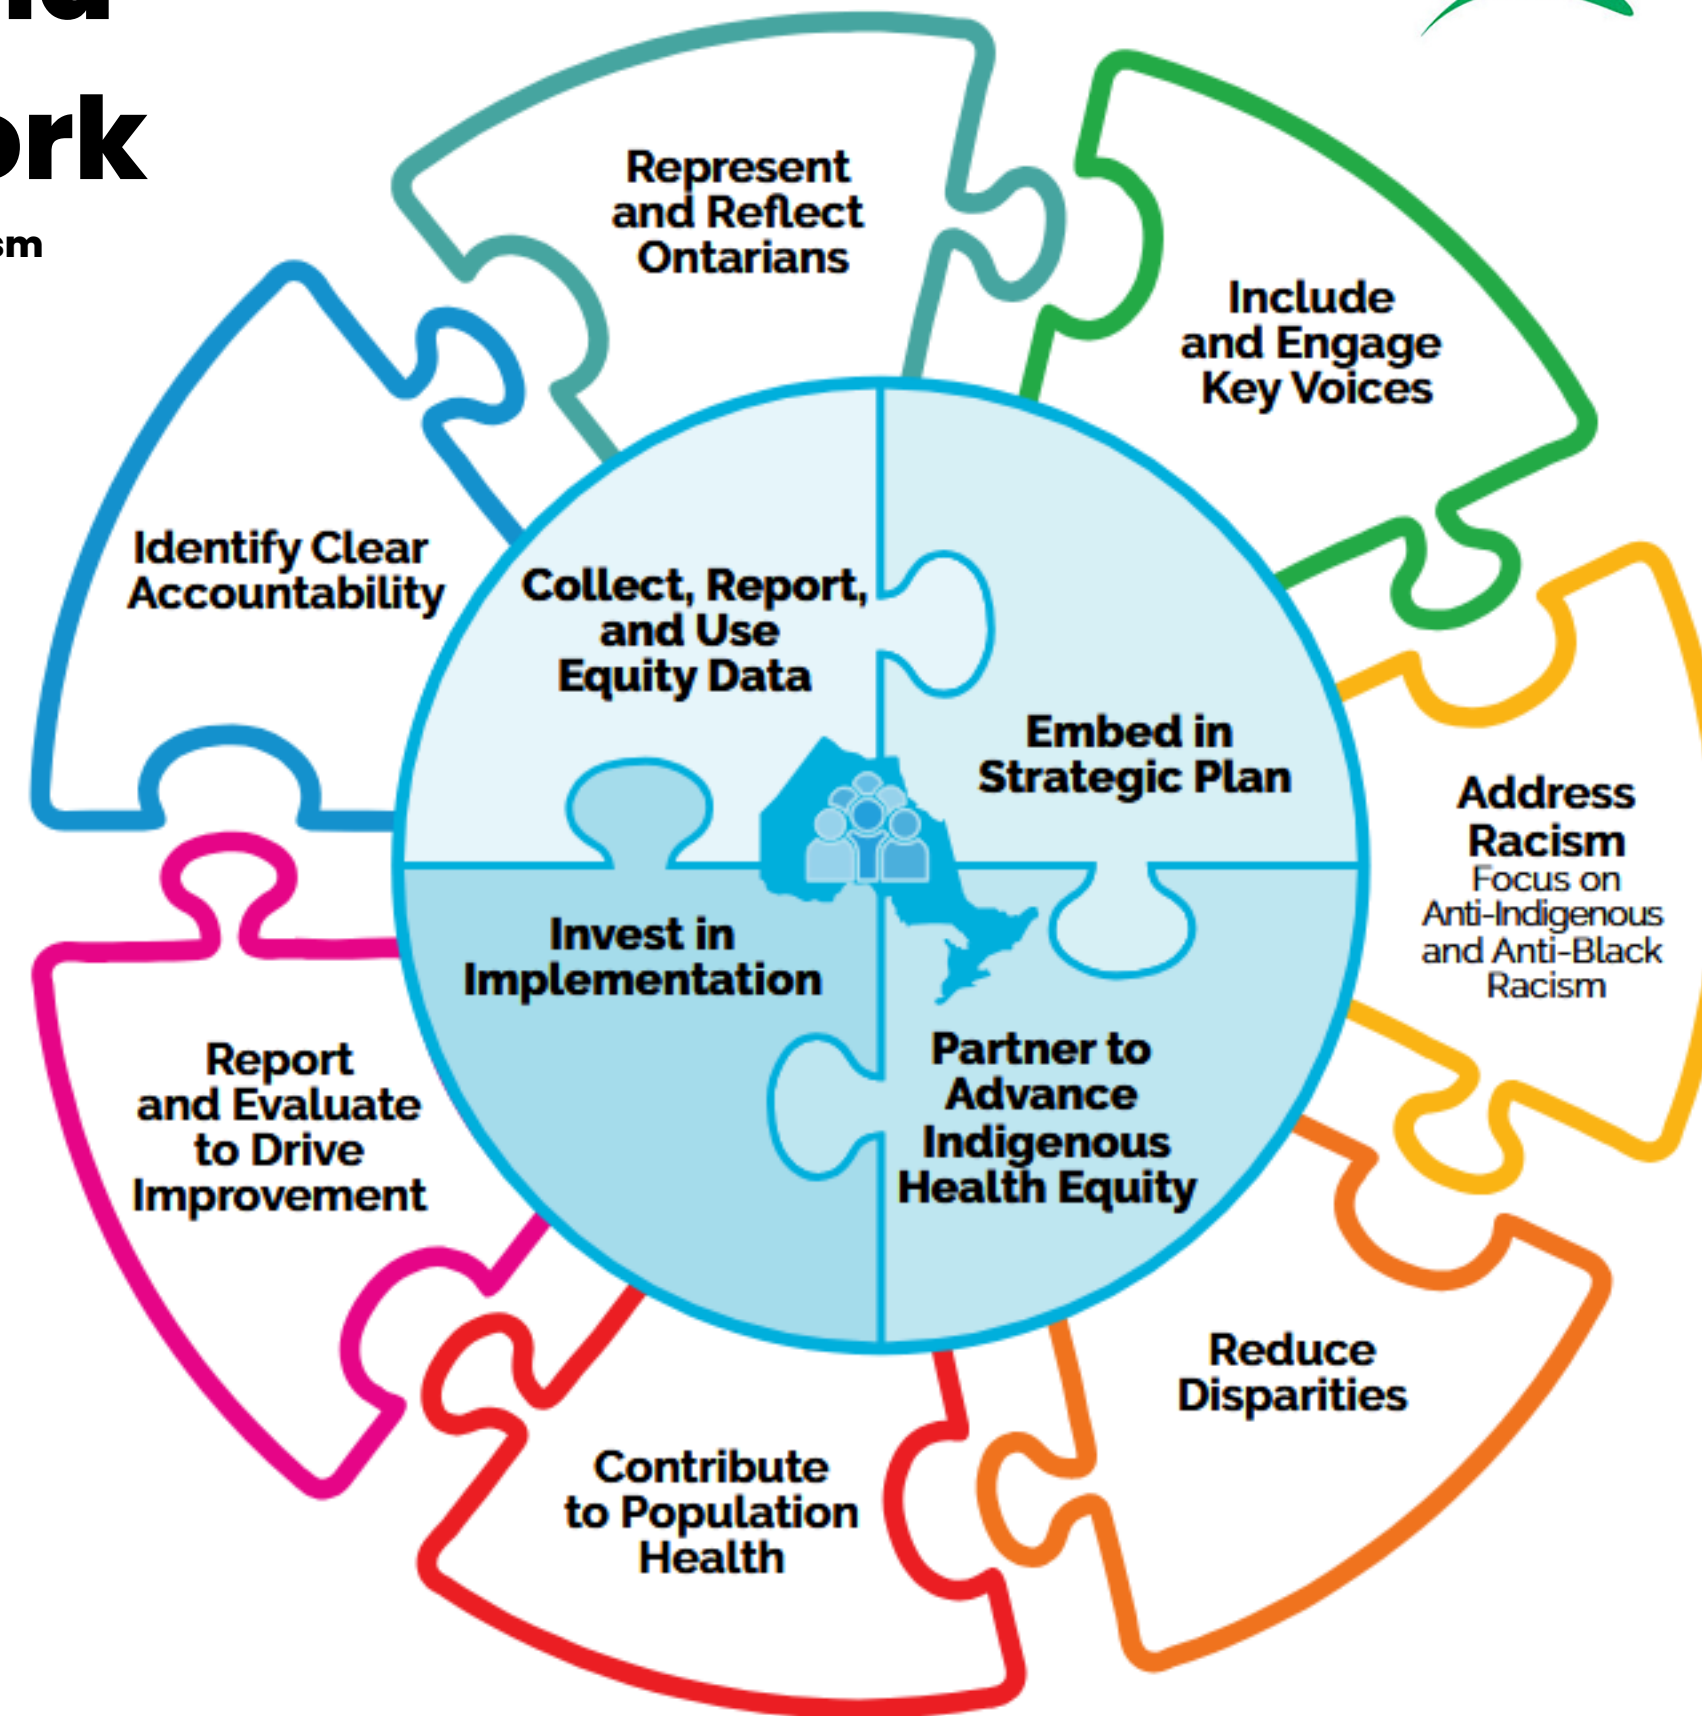 ork
sm
Represent
and Reflect
Ontarians
Include
and Engage
Key Voices
Identify Clear
Accountability
Collect, Report,
and Use
Equity Data
Embed in
Strategic Plan
Address
Racism
Focus on
Anti-Indigenous
and Anti-Black
Racism
Invest in
Implementation
Partner to
Advance
Indigenous
Health Equity
Report
and Evaluate
to Drive
Improvement
Reduce
Disparities
Contribute
to Population
Health